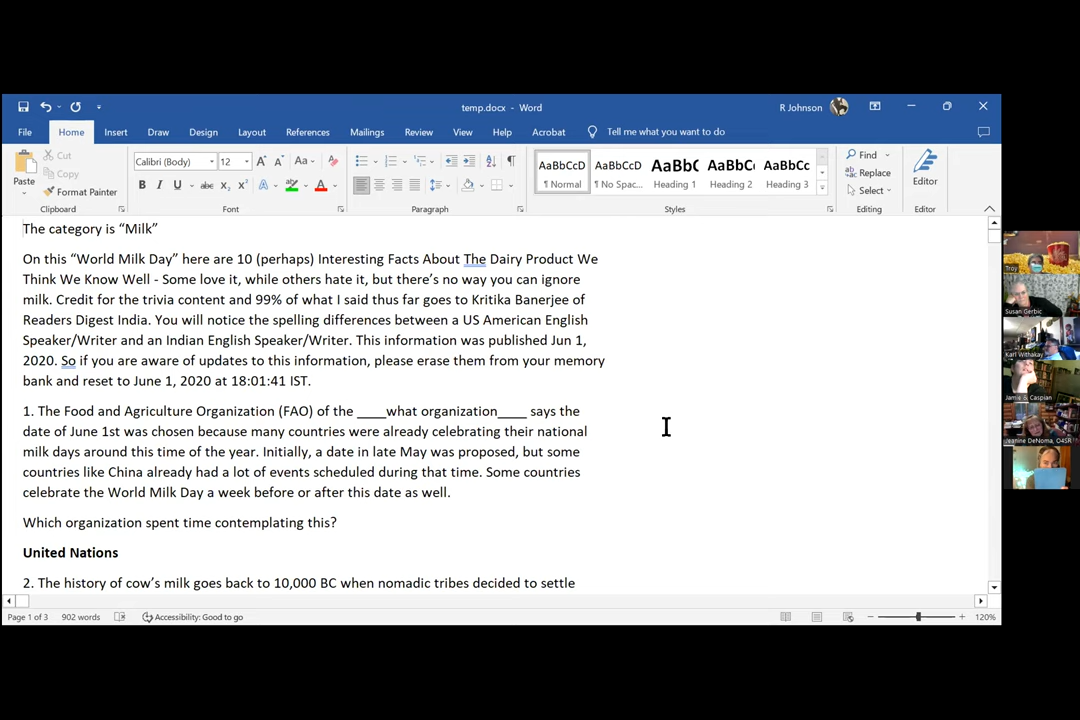 temp.docx - Word
R Johnson
File Home Insert Draw Design Layout References Mailings Review View Help Acrobat Tell me what you want to do
Paste
Cut
Copy
Format Painter
Clipboard
Calibri (Body) 12
Font
Paragraph
AaBbCcD AaBbCcD AaBbC AaBbC AaBbCc
¶ Normal ¶ No Spac... Heading 1 Heading 2 Heading 3
Styles
Find
Replace
Select
Editing
Editor
Editor
The category is “Milk”
On this “World Milk Day” here are 10 (perhaps) Interesting Facts About The Dairy Product We
Think We Know Well - Some love it, while others hate it, but there’s no way you can ignore
milk. Credit for the trivia content and 99% of what I said thus far goes to Kritika Banerjee of
Readers Digest India. You will notice the spelling differences between a US American English
Speaker/Writer and an Indian English Speaker/Writer. This information was published Jun 1,
2020. So if you are aware of updates to this information, please erase them from your memory
bank and reset to June 1, 2020 at 18:01:41 IST.
1. The Food and Agriculture Organization (FAO) of the ____what organization____ says the
date of June 1st was chosen because many countries were already celebrating their national
milk days around this time of the year. Initially, a date in late May was proposed, but some
countries like China already had a lot of events scheduled during that time. Some countries
celebrate the World Milk Day a week before or after this date as well.
Which organization spent time contemplating this?
United Nations
2. The history of cow’s milk goes back to 10,000 BC when nomadic tribes decided to settle
Page 1 of 3 902 words Accessibility: Good to go 120%
Troy
Susan Gerbic
Karl Withakay
Jamie & Caspian
Jeanine DeNoma, O4SR